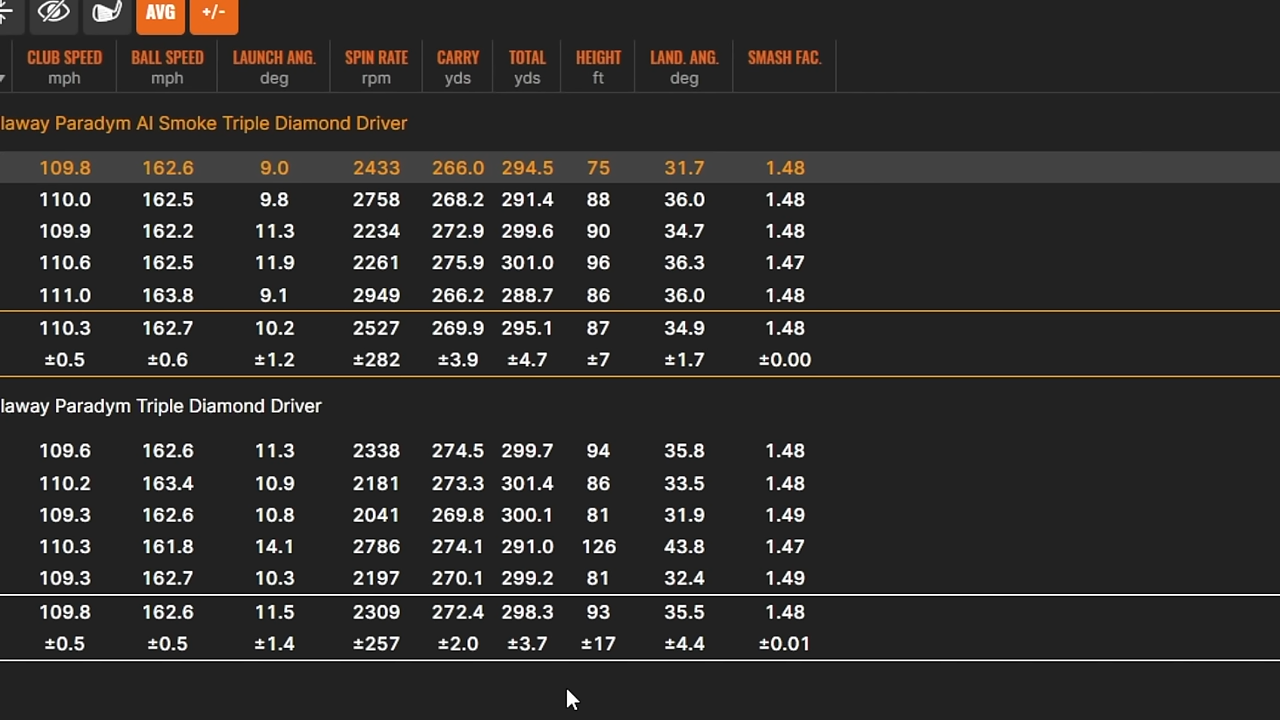 AVG +/-
CLUB SPEED BALL SPEED LAUNCH ANG. SPIN RATE CARRY TOTAL HEIGHT LAND. ANG. SMASH FAC.
mph mph deg rpm yds yds ft deg
laway Paradym AI Smoke Triple Diamond Driver
109.8 162.6 9.0 2433 266.0 294.5 75 31.7 1.48
110.0 162.5 9.8 2758 268.2 291.4 88 36.0 1.48
109.9 162.2 11.3 2234 272.9 299.6 90 34.7 1.48
110.6 162.5 11.9 2261 275.9 301.0 96 36.3 1.47
111.0 163.8 9.1 2949 266.2 288.7 86 36.0 1.48
110.3 162.7 10.2 2527 269.9 295.1 87 34.9 1.48
±0.5 ±0.6 ±1.2 ±282 ±3.9 ±4.7 ±7 ±1.7 ±0.00
laway Paradym Triple Diamond Driver
109.6 162.6 11.3 2338 274.5 299.7 94 35.8 1.48
110.2 163.4 10.9 2181 273.3 301.4 86 33.5 1.48
109.3 162.6 10.8 2041 269.8 300.1 81 31.9 1.49
110.3 161.8 14.1 2786 274.1 291.0 126 43.8 1.47
109.3 162.7 10.3 2197 270.1 299.2 81 32.4 1.49
109.8 162.6 11.5 2309 272.4 298.3 93 35.5 1.48
±0.5 ±0.5 ±1.4 ±257 ±2.0 ±3.7 ±17 ±4.4 ±0.01